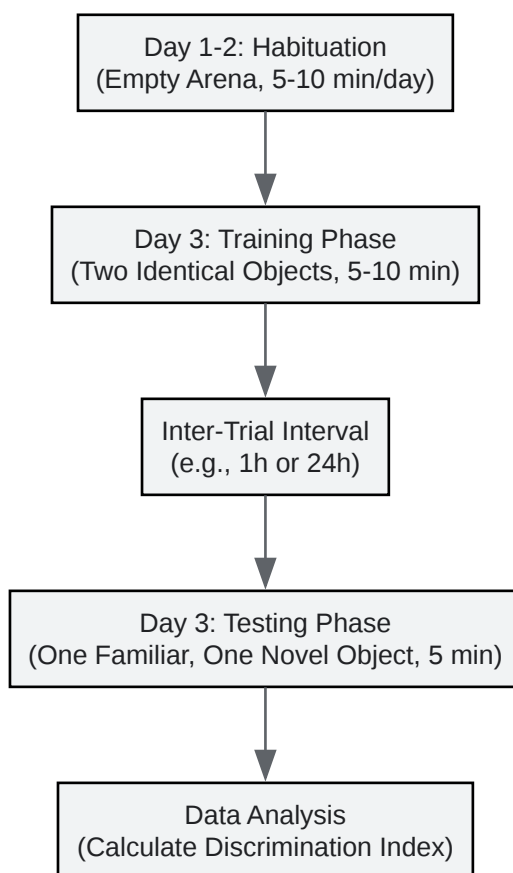 Day 1-2: Habituation
(Empty Arena, 5-10 min/day)
Day 3: Training Phase
(Two Identical Objects, 5-10 min)
Inter-Trial Interval
(e.g., 1h or 24h)
Day 3: Testing Phase
(One Familiar, One Novel Object, 5 min)
Data Analysis
(Calculate Discrimination Index)